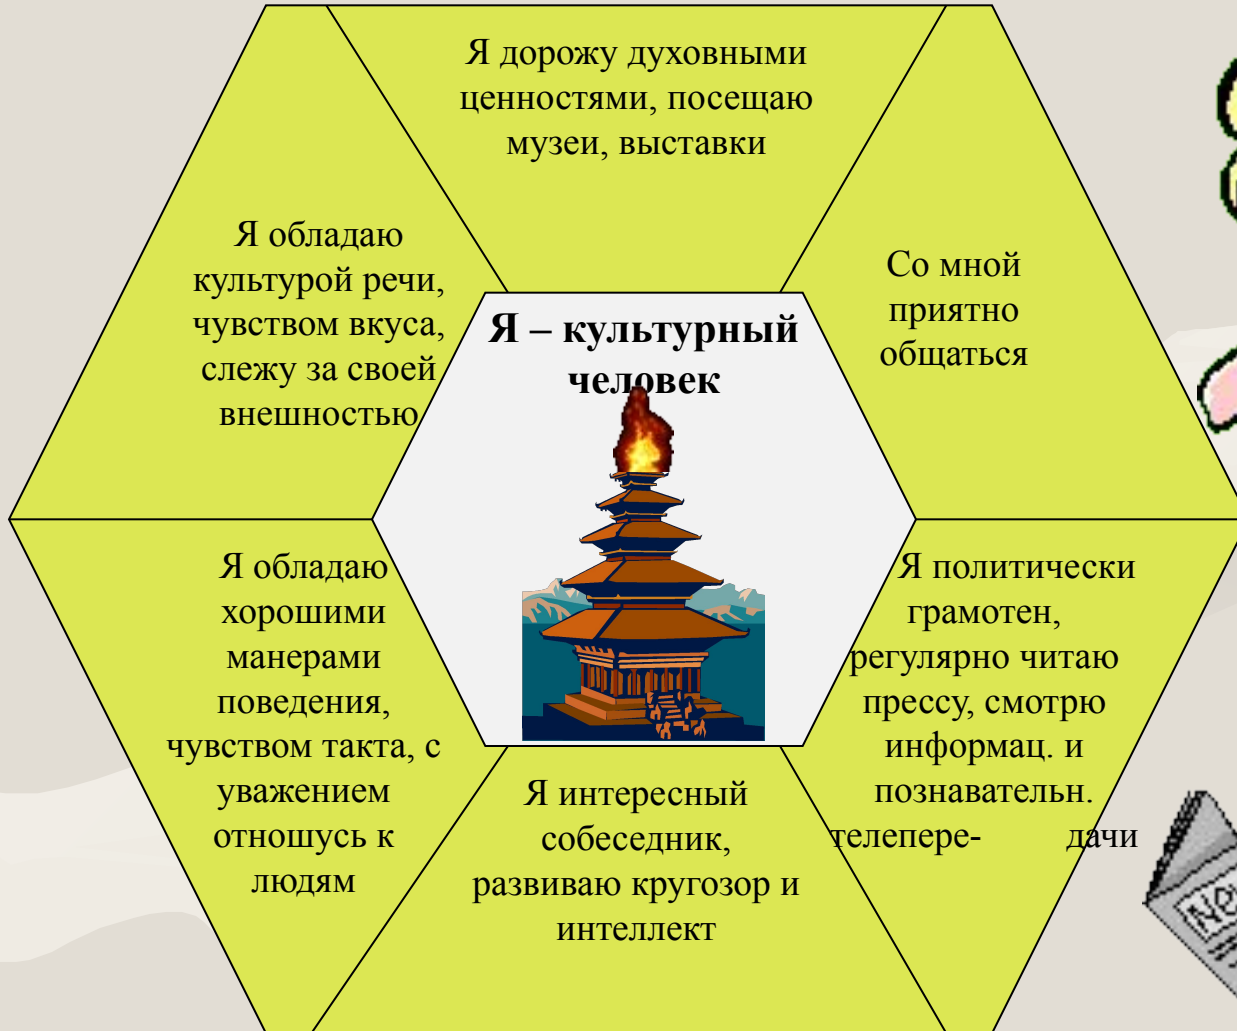 Я дорожу духовными
ценностями, посещаю
музеи, выставки
Я обладаю
культурой речи,
чувством вкуса,
слежу за своей
внешностью
Со мной
приятно
общаться
Я – культурный
человек
Я обладаю
хорошими
манерами
поведения,
чувством такта, с
уважением
отношусь к
людям
Я политически
грамотен,
регулярно читаю
прессу, смотрю
информац. и
познавательн.
телепере- дачи
Я интересный
собеседник,
развиваю кругозор и
интеллект